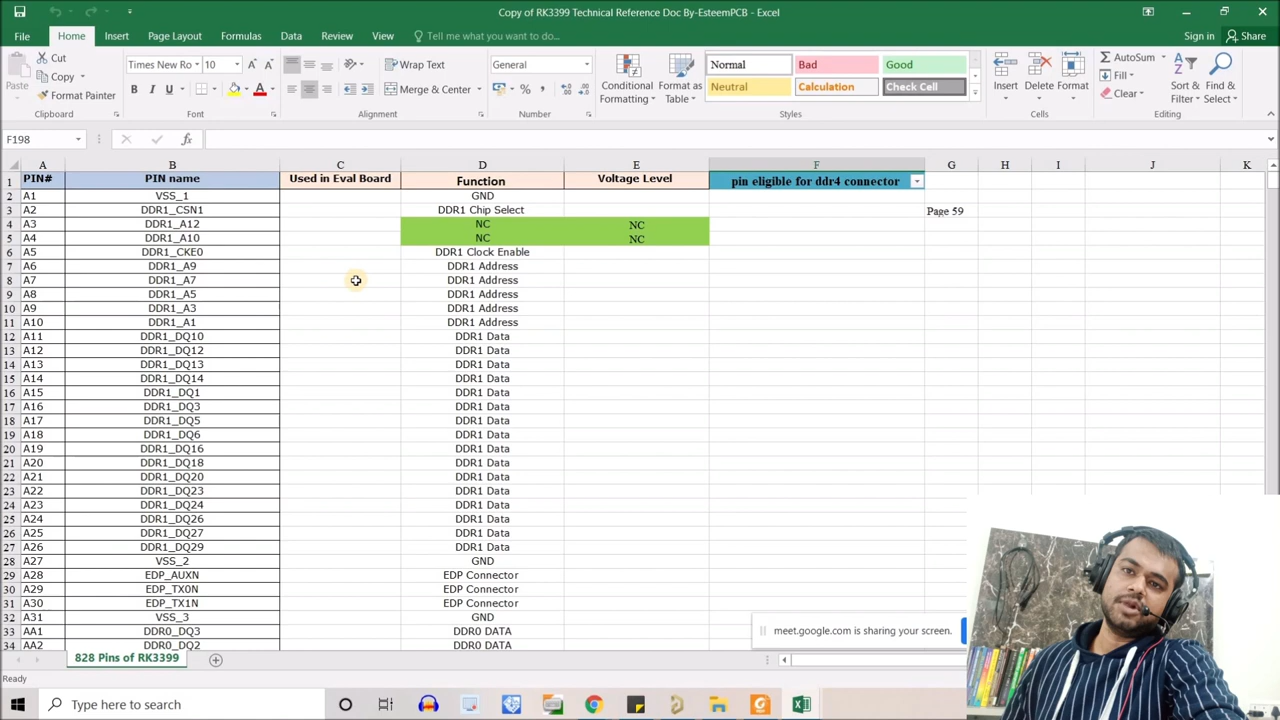 Copy of RK3399 Technical Reference Doc By-EsteemPCB - Excel
File Home Insert Page Layout Formulas Data Review View Tell me what you want to do... Sign in Share
Paste Cut Copy Format Painter Clipboard
Times New Ro 10 B I U A Font
Wrap Text Merge & Center Alignment
General % , Number
Conditional Formatting Format as Table Normal Bad Good Neutral Calculation Check Cell Styles
Insert Delete Format Cells
AutoSum Fill Clear Sort & Filter Find & Select Editing
F198 fx
A B C D E F G H I J K
1 PIN# PIN name Used in Eval Board Function Voltage Level pin eligible for ddr4 connector
2 A1 VSS_1 GND
3 A2 DDR1_CSN1 DDR1 Chip Select Page 59
4 A3 DDR1_A12 NC NC
5 A4 DDR1_A10 NC NC
6 A5 DDR1_CKE0 DDR1 Clock Enable
7 A6 DDR1_A9 DDR1 Address
8 A7 DDR1_A7 DDR1 Address
9 A8 DDR1_A5 DDR1 Address
10 A9 DDR1_A3 DDR1 Address
11 A10 DDR1_A1 DDR1 Address
12 A11 DDR1_DQ10 DDR1 Data
13 A12 DDR1_DQ12 DDR1 Data
14 A13 DDR1_DQ13 DDR1 Data
15 A14 DDR1_DQ14 DDR1 Data
16 A15 DDR1_DQ1 DDR1 Data
17 A16 DDR1_DQ3 DDR1 Data
18 A17 DDR1_DQ5 DDR1 Data
19 A18 DDR1_DQ6 DDR1 Data
20 A19 DDR1_DQ16 DDR1 Data
21 A20 DDR1_DQ18 DDR1 Data
22 A21 DDR1_DQ20 DDR1 Data
23 A22 DDR1_DQ23 DDR1 Data
24 A23 DDR1_DQ24 DDR1 Data
25 A24 DDR1_DQ26 DDR1 Data
26 A25 DDR1_DQ27 DDR1 Data
27 A26 DDR1_DQ29 DDR1 Data
28 A27 VSS_2 GND
29 A28 EDP_AUXN EDP Connector
30 A29 EDP_TX0N EDP Connector
31 A30 EDP_TX1N EDP Connector
32 A31 VSS_3 GND
33 AA1 DDR0_DQ3 DDR0 DATA
34 AA2 DDR0_DQ2 DDR0 DATA
meet.google.com is sharing your screen.
828 Pins of RK3399
Ready
Type here to search